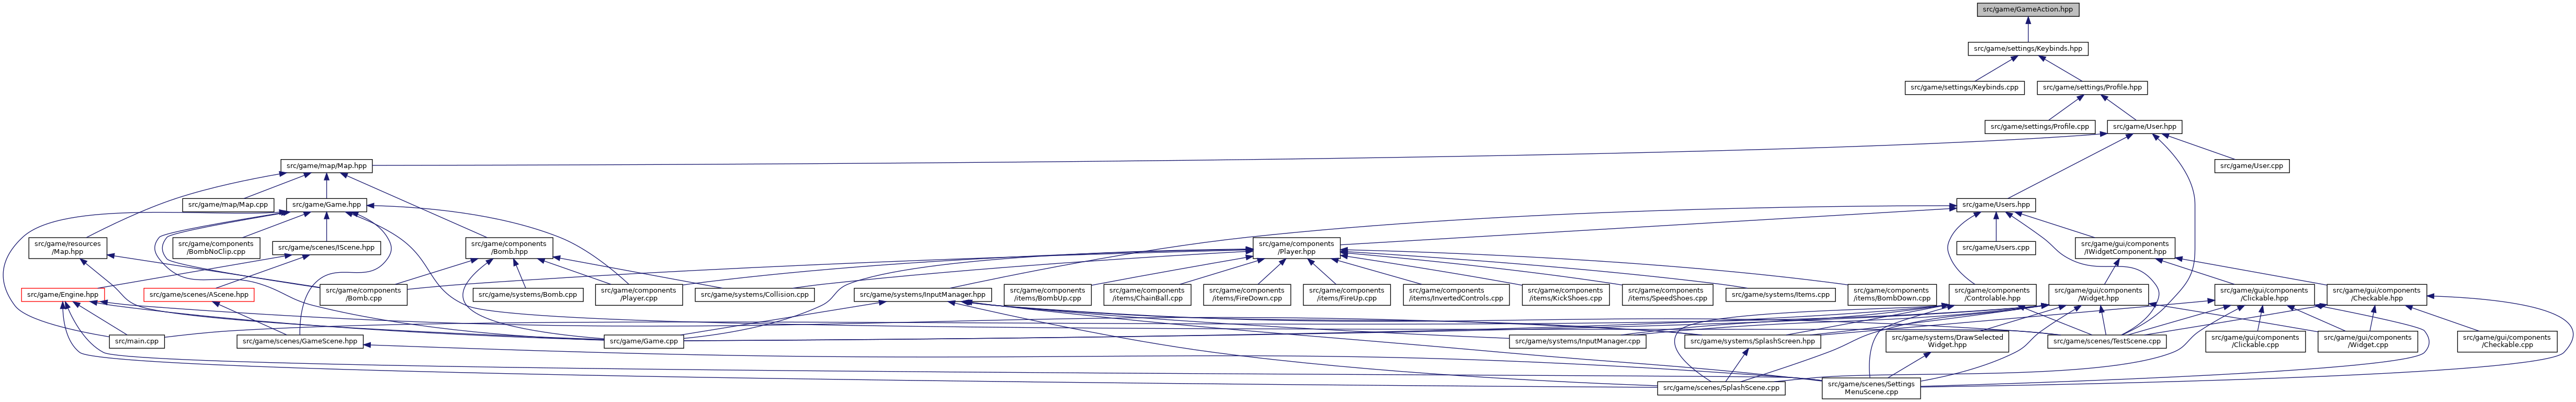 src/game/GameAction.hpp
src/game/settings/Keybinds.hpp
src/game/settings/Keybinds.cpp
src/game/settings/Profile.hpp
src/game/settings/Profile.cpp
src/game/User.hpp
src/game/map/Map.hpp
src/game/User.cpp
src/game/map/Map.cpp
src/game/Game.hpp
src/game/Users.hpp
src/game/resources
/Map.hpp
src/game/components
/BombNoClip.cpp
src/game/scenes/IScene.hpp
src/game/components
/Bomb.hpp
src/game/components
/Player.hpp
src/game/Users.cpp
src/game/gui/components
/WidgetComponent.hpp
src/game/Engine.hpp
src/game/scenes/AScene.hpp
src/game/components
/Bomb.cpp
src/game/systems/Bomb.cpp
src/game/components
/Player.cpp
src/game/systems/Collision.cpp
src/game/systems/InputManager.hpp
src/game/components
/items/BombUp.cpp
src/game/components
/items/ChainBall.cpp
src/game/components
/items/FireDown.cpp
src/game/components
/items/FireUp.cpp
src/game/components
/items/InvertedControls.cpp
src/game/components
/items/KickShoes.cpp
src/game/components
/items/SpeedShoes.cpp
src/game/systems/Items.cpp
src/game/components
/items/BombDown.cpp
src/game/components
/Controlable.hpp
src/game/gui/components
/Widget.hpp
src/game/gui/components
/Clickable.hpp
src/game/gui/components
/Checkable.hpp
src/main.cpp
src/game/scenes/GameScene.hpp
src/game/Game.cpp
src/game/systems/InputManager.cpp
src/game/systems/SplashScreen.hpp
src/game/systems/DrawSelected
Widget.hpp
src/game/scenes/TestScene.cpp
src/game/gui/components
/Clickable.cpp
src/game/gui/components
/Widget.cpp
src/game/gui/components
/Checkable.cpp
src/game/scenes/SplashScene.cpp
src/game/scenes/Settings
MenuScene.cpp